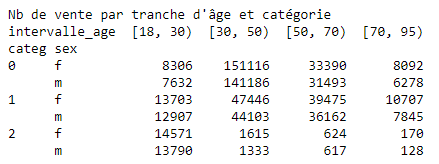 Nb de vente par tranche d'âge et catégorie
intervalle_age [18, 30) [30, 50) [50, 70) [70, 95)
categ sex
0 f 8306 151116 33390 8092
m 7632 141186 31493 6278
1 f 13703 47446 39475 10707
m 12907 44103 36162 7845
2 f 14571 1615 624 170
m 13790 1333 617 128